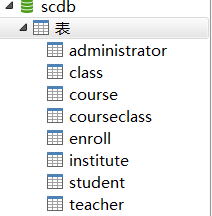 scdb
表
administrator
class
course
courseclass
enroll
institute
student
teacher